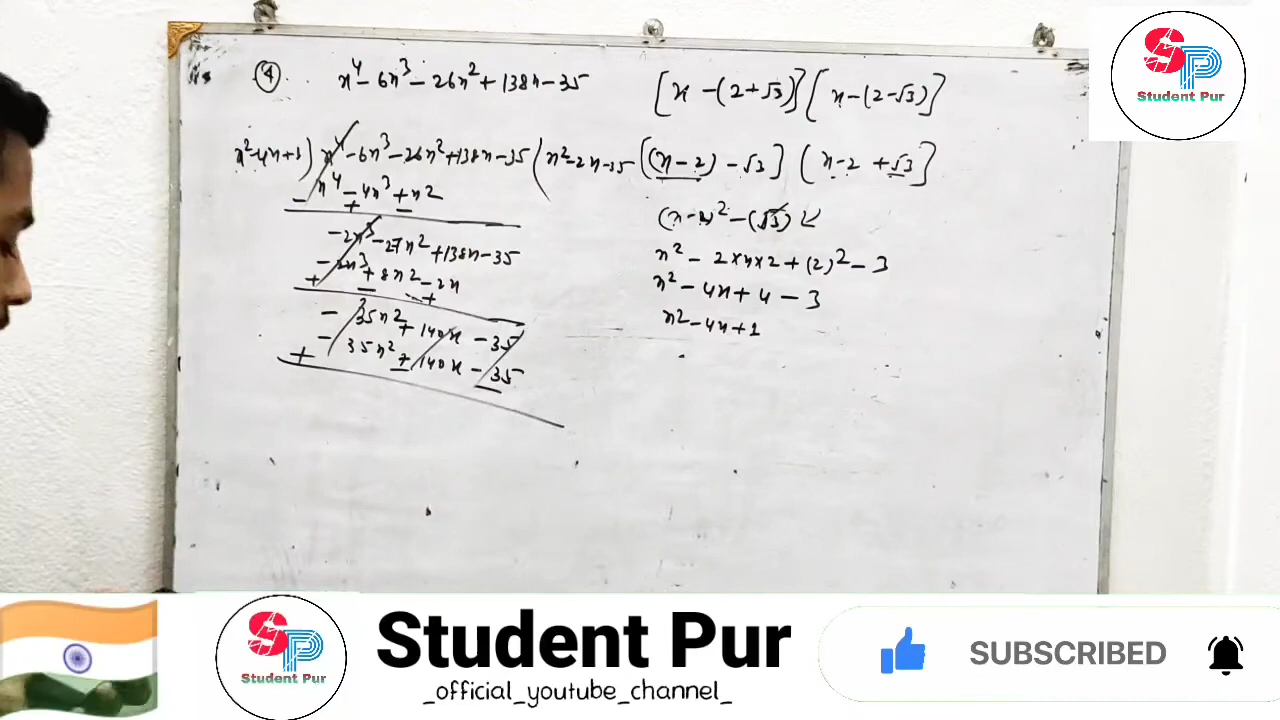 ④ x⁴ - 6x³ - 26x² + 138x - 35
x² - 4x + 1) x⁴ - 6x³ - 26x² + 138x - 35 (x² - 2x - 35
x⁴ - 4x³ + x2
- + -
- 2x³ - 27x² + 138x - 35
- 2x³ + 8x2 - 2x
+ - +
- 35x2 + 140x - 35
- 35x² + 140x - 35
+ - -
[x - (2 + √3)] [x - (2 - √3)]
[(x - 2) - √3] (x - 2 + √3]
(x - 2)² - (√3)²
x² - 2 × x × 2 + (2)² - 3
x² - 4x + 4 - 3
x² - 4x + 1
SP
Student Pur
SP
Student Pur
Student Pur
_official_youtube_channel_
SUBSCRIBED